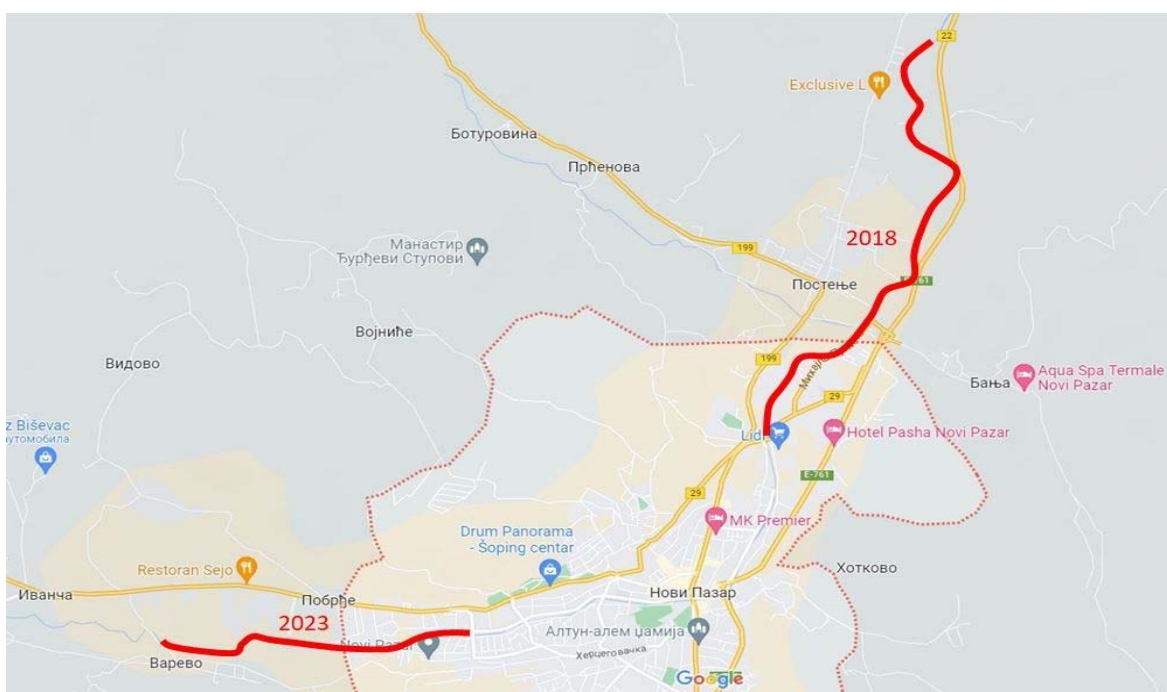 22
Exclusive L
Ботуровина
Прћенова
2018
199
Манастир
Ђурђеви Ступови
E-761
Постење
Војниће
Видово
199
Михајла
Бања
Aqua Spa Termale
Novi Pazar
29
z Biševac
аутомобила
Lidl
Hotel Pasha Novi Pazar
E-761
29
MK Premier
Drum Panorama
- Šoping centar
Restoran Sejo
Хотково
Иванча
Побрђе
Нови Пазар
2023
Алтун-алем џамија
Novi Pazar
Херцеговачка
Варево
Google